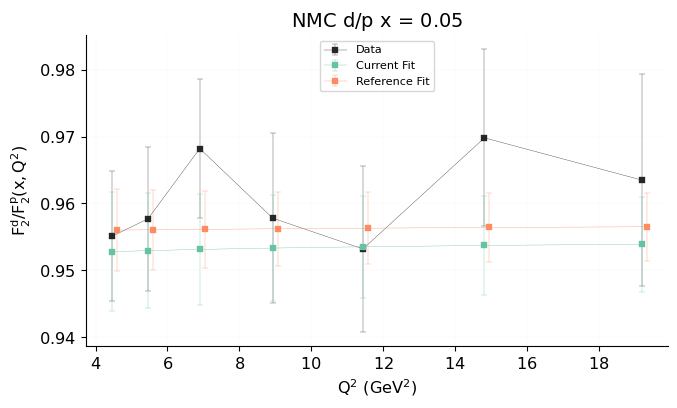 NMC d/p x = 0.05
Data
Current Fit
Reference Fit
0.98
0.97
0.96
0.95
0.94
F₂ᵈ/F₂ᵖ(x, Q²)
4 6 8 10 12 14 16 18
Q² (GeV²)